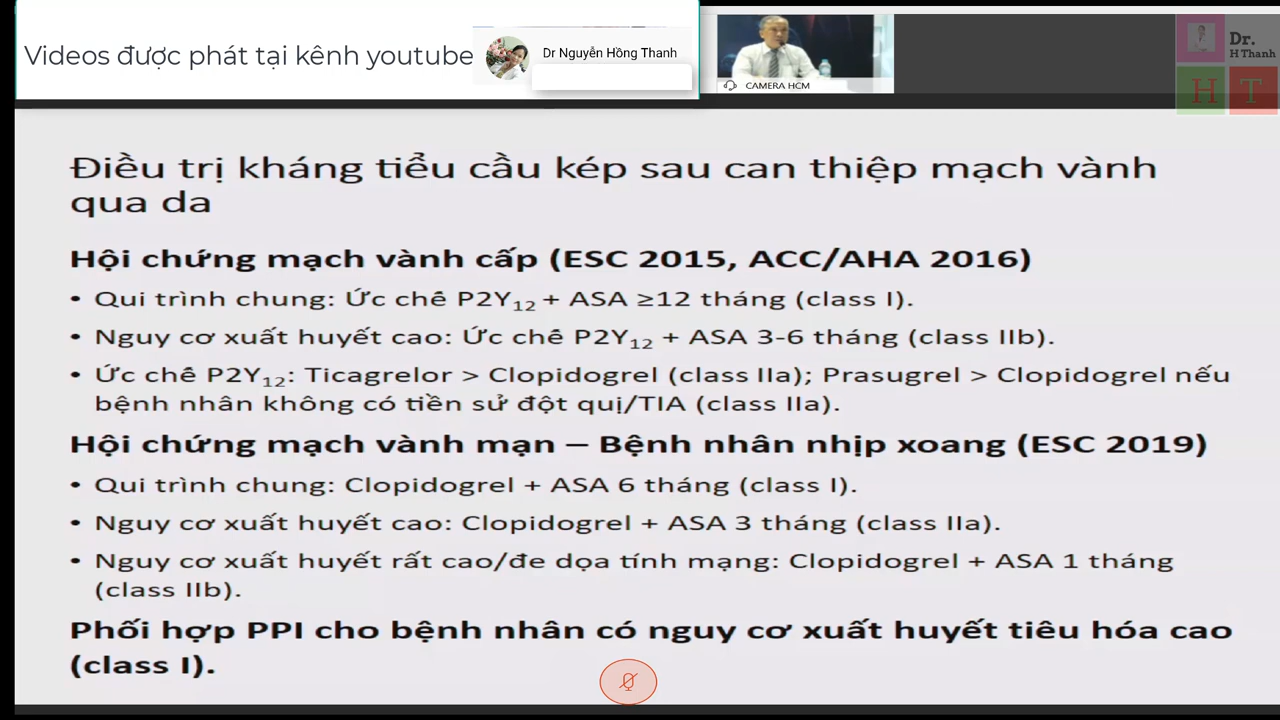 Videos được phát tại kênh youtube
Dr Nguyễn Hồng Thanh
CAMERA HCM
Dr.
H Thanh
H T
Điều trị kháng tiểu cầu kép sau can thiệp mạch vành
qua da
Hội chứng mạch vành cấp (ESC 2015, ACC/AHA 2016)
• Qui trình chung: Ức chế P2Y₁₂ + ASA ≥12 tháng (class I).
• Nguy cơ xuất huyết cao: Ức chế P2Y₁₂ + ASA 3-6 tháng (class IIb).
• Ức chế P2Y₁₂: Ticagrelor > Clopidogrel (class IIa); Prasugrel > Clopidogrel nếu
bệnh nhân không có tiền sử đột quị/TIA (class IIa).
Hội chứng mạch vành mạn – Bệnh nhân nhịp xoang (ESC 2019)
• Qui trình chung: Clopidogrel + ASA 6 tháng (class I).
• Nguy cơ xuất huyết cao: Clopidogrel + ASA 3 tháng (class IIa).
• Nguy cơ xuất huyết rất cao/đe dọa tính mạng: Clopidogrel + ASA 1 tháng
(class IIb).
Phối hợp PPI cho bệnh nhân có nguy cơ xuất huyết tiêu hóa cao
(class I).